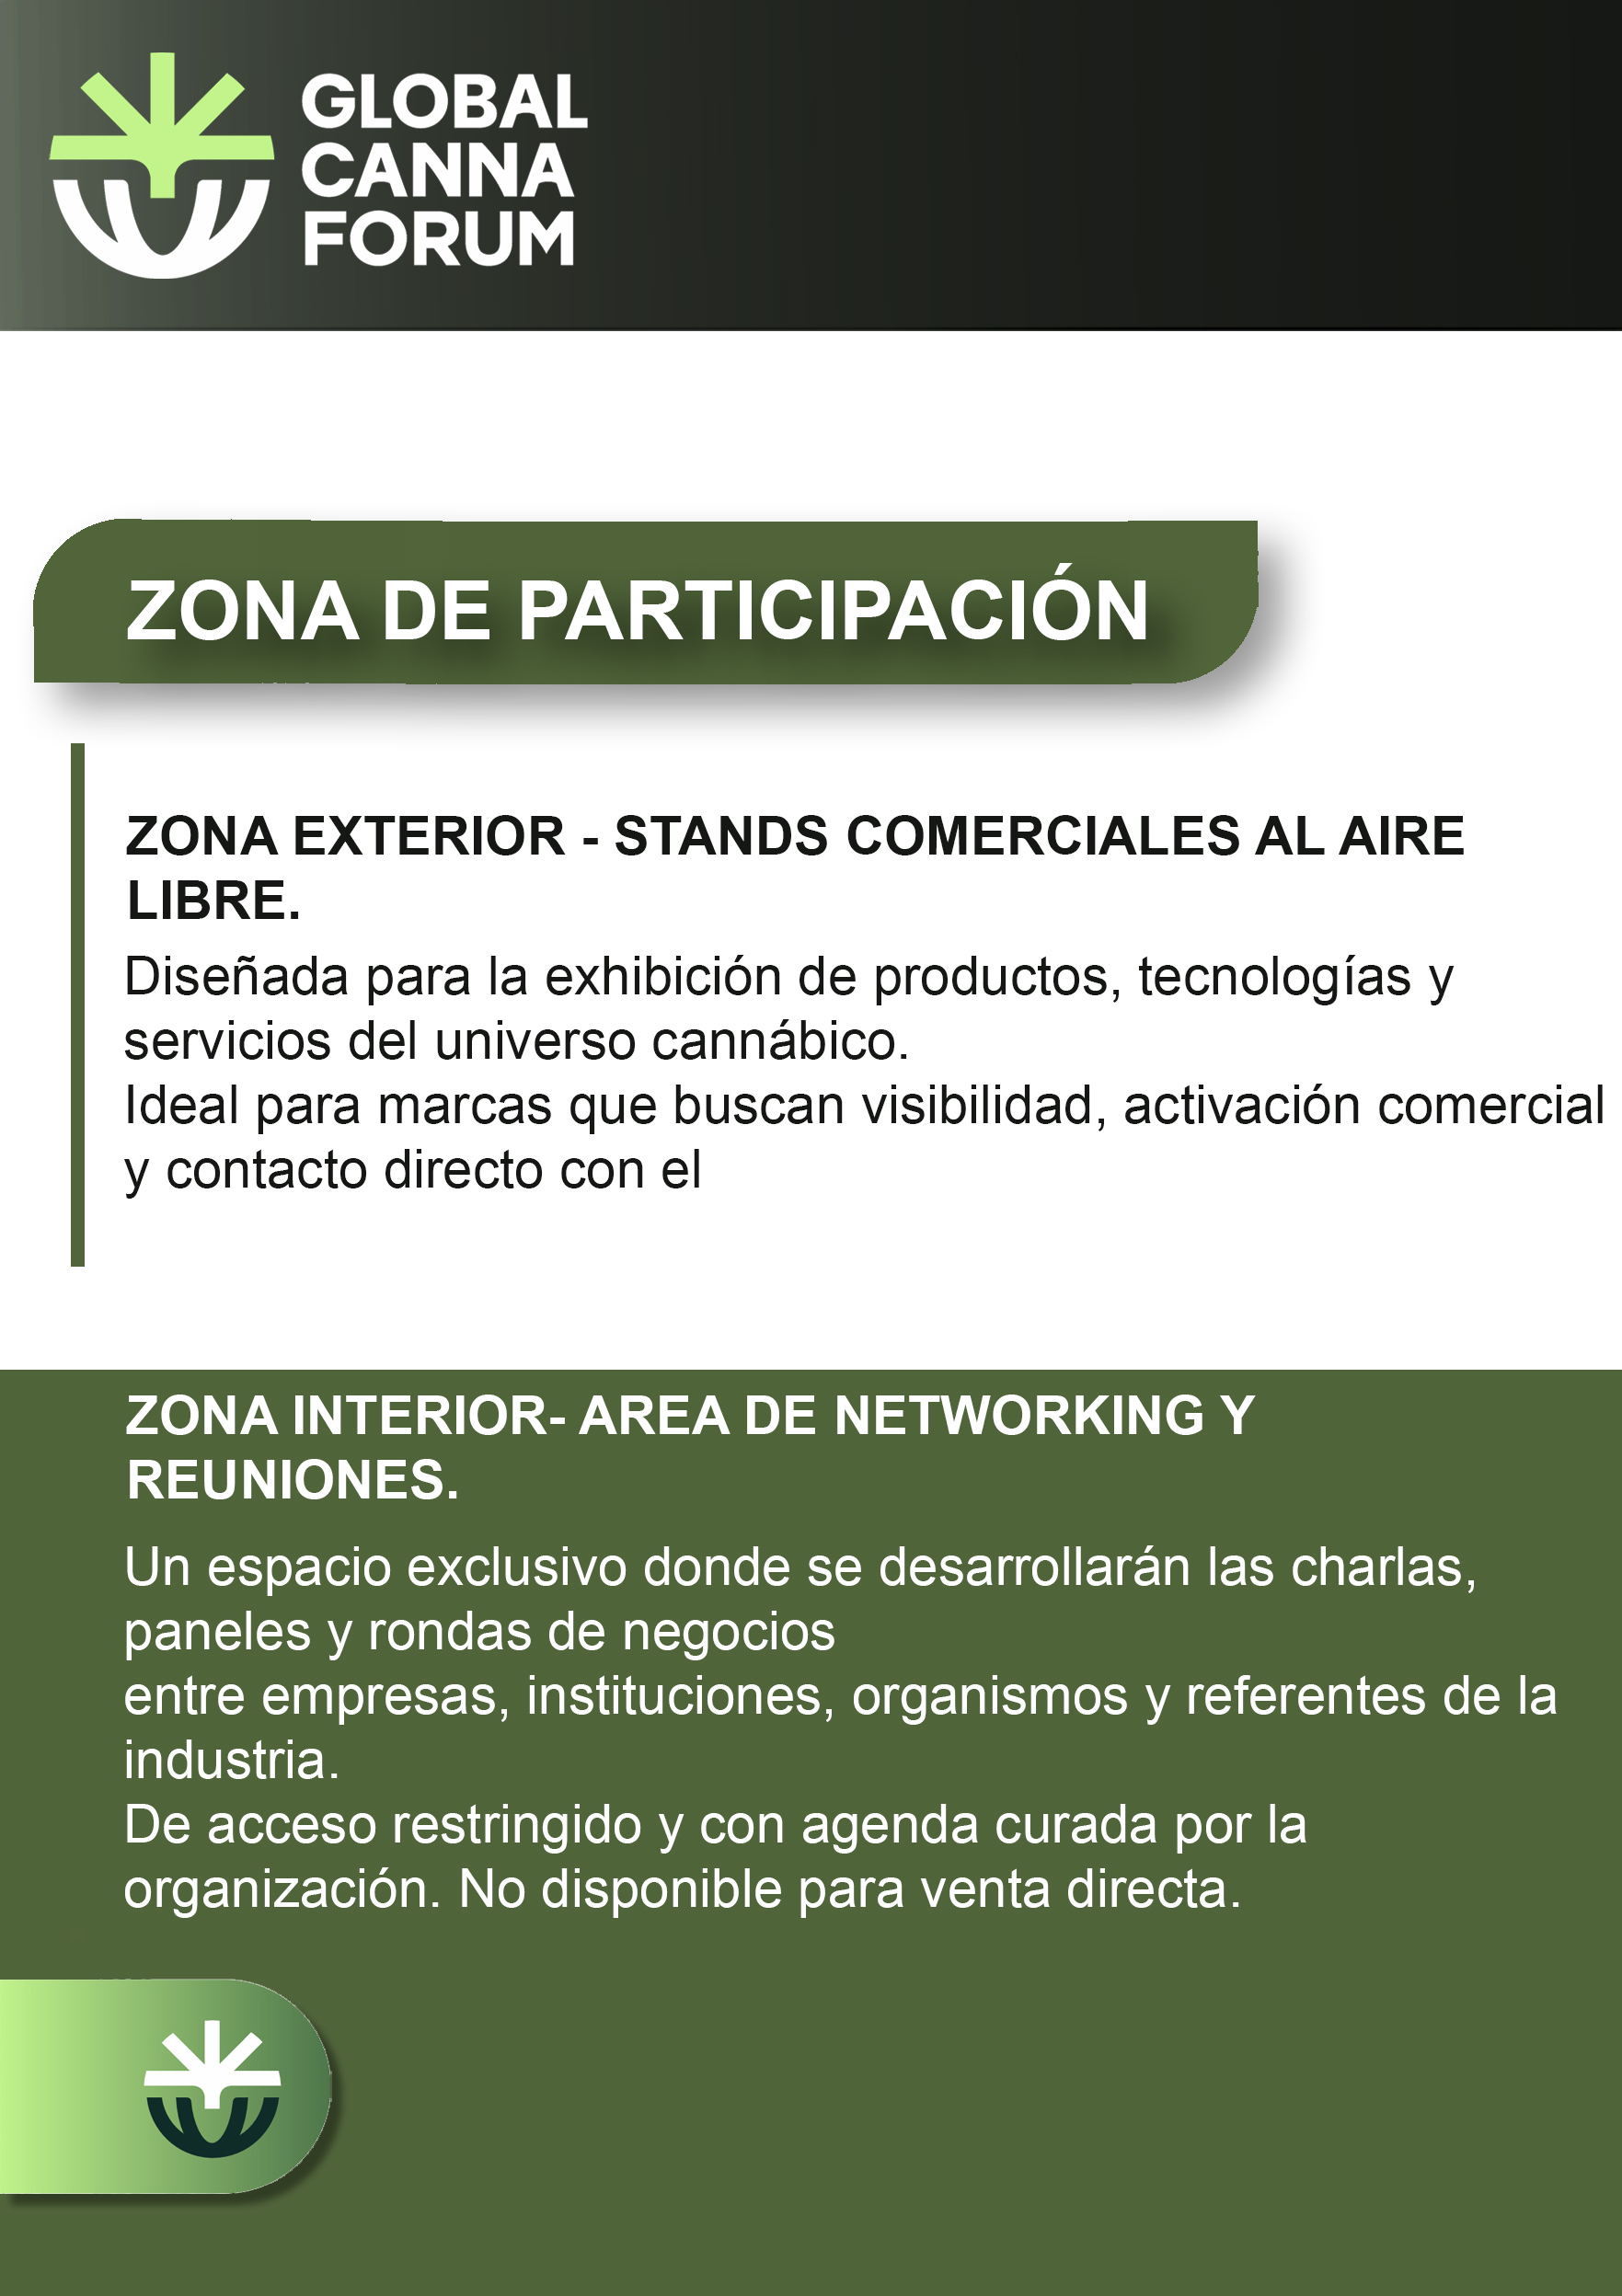 GLOBAL
CANNA
FORUM
ZONA DE PARTICIPACIÓN
ZONA EXTERIOR - STANDS COMERCIALES AL AIRE
LIBRE.
Diseñada para la exhibición de productos, tecnologías y
servicios del universo cannábico.
Ideal para marcas que buscan visibilidad, activación comercial
y contacto directo con el
ZONA INTERIOR- AREA DE NETWORKING Y
REUNIONES.
Un espacio exclusivo donde se desarrollarán las charlas,
paneles y rondas de negocios
entre empresas, instituciones, organismos y referentes de la
industria.
De acceso restringido y con agenda curada por la
organización. No disponible para venta directa.